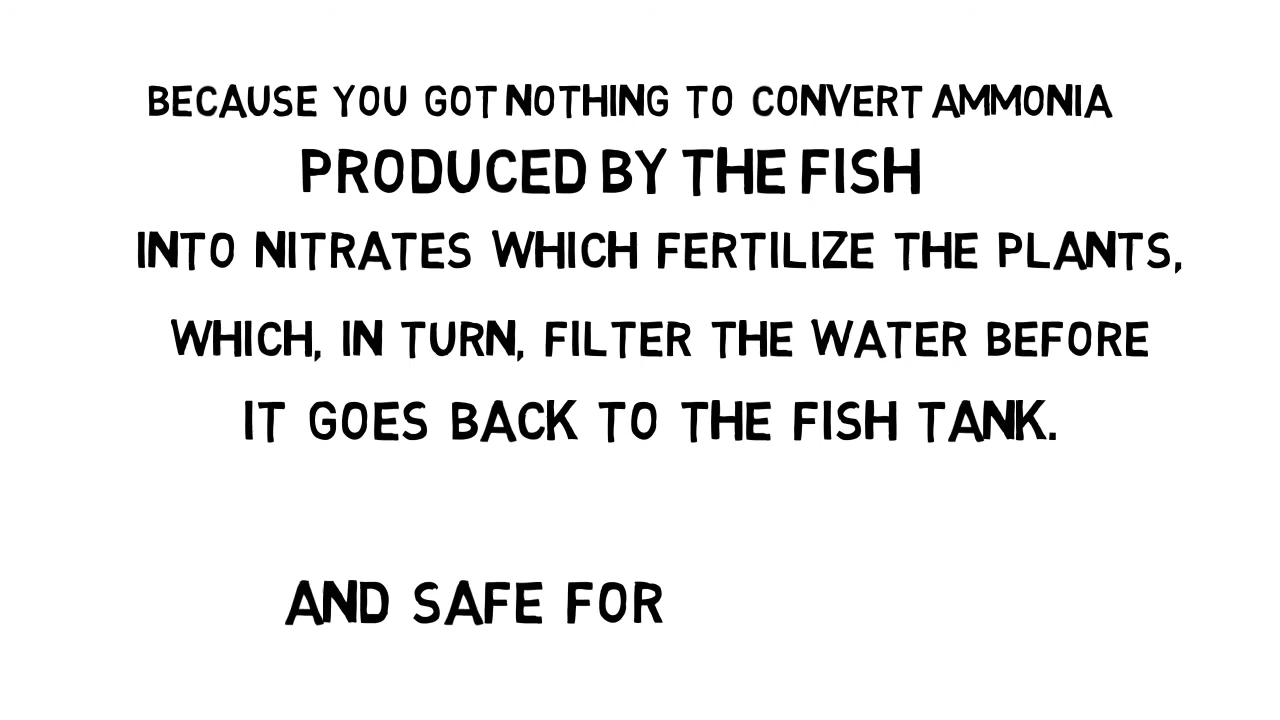 BECAUSE YOU GOT NOTHING TO CONVERT AMMONIA
PRODUCED BY THE FISH
INTO NITRATES WHICH FERTILIZE THE PLANTS,
WHICH, IN TURN, FILTER THE WATER BEFORE
IT GOES BACK TO THE FISH TANK.
AND SAFE FOR